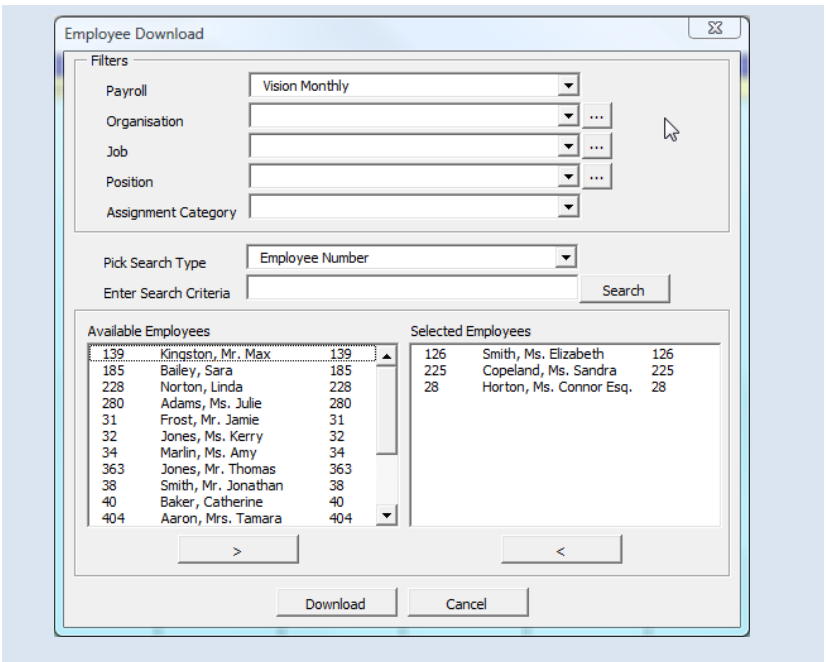 Employee Download
Filters
Payroll Vision Monthly
Organisation ...
Job ...
Position ...
Assignment Category
Pick Search Type Employee Number
Enter Search Criteria Search
Available Employees
139 Kingston, Mr. Max 139
185 Bailey, Sara 185
228 Norton, Linda 228
280 Adams, Ms. Julie 280
31 Frost, Mr. Jamie 31
32 Jones, Ms. Kerry 32
34 Marlin, Ms. Amy 34
363 Jones, Mr. Thomas 363
38 Smith, Mr. Jonathan 38
40 Baker, Catherine 40
404 Aaron, Mrs. Tamara 404
>
Selected Employees
126 Smith, Ms. Elizabeth 126
225 Copeland, Ms. Sandra 225
28 Horton, Ms. Connor Esq. 28
<
Download Cancel